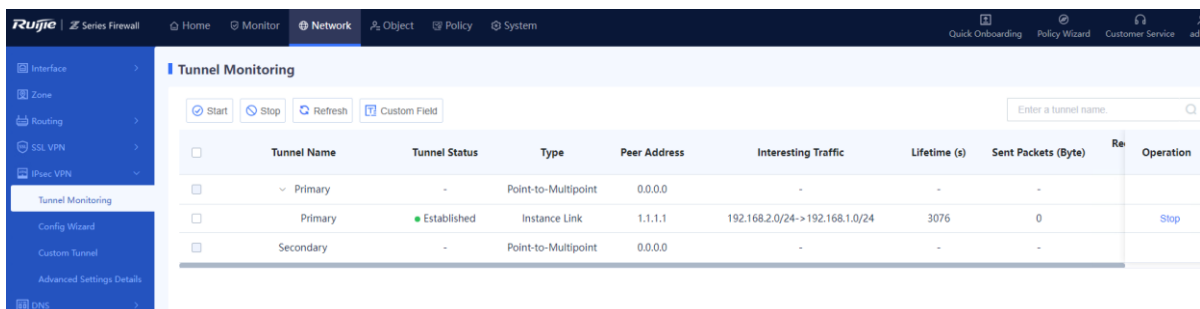 Ruijie | Z Series Firewall Home Monitor Network Object Policy System Quick Onboarding Policy Wizard Customer Service ad
Interface
Zone
Routing
SSL VPN
IPsec VPN
Tunnel Monitoring
Config Wizard
Custom Tunnel
Advanced Settings Details
DNS
Tunnel Monitoring
Start Stop Refresh Custom Field Enter a tunnel name.
Tunnel Name Tunnel Status Type Peer Address Interesting Traffic Lifetime (s) Sent Packets (Byte) Re Operation
Primary - Point-to-Multipoint 0.0.0.0 - - -
Primary Established Instance Link 1.1.1.1 192.168.2.0/24->192.168.1.0/24 3076 0 Stop
Secondary - Point-to-Multipoint 0.0.0.0 - - -